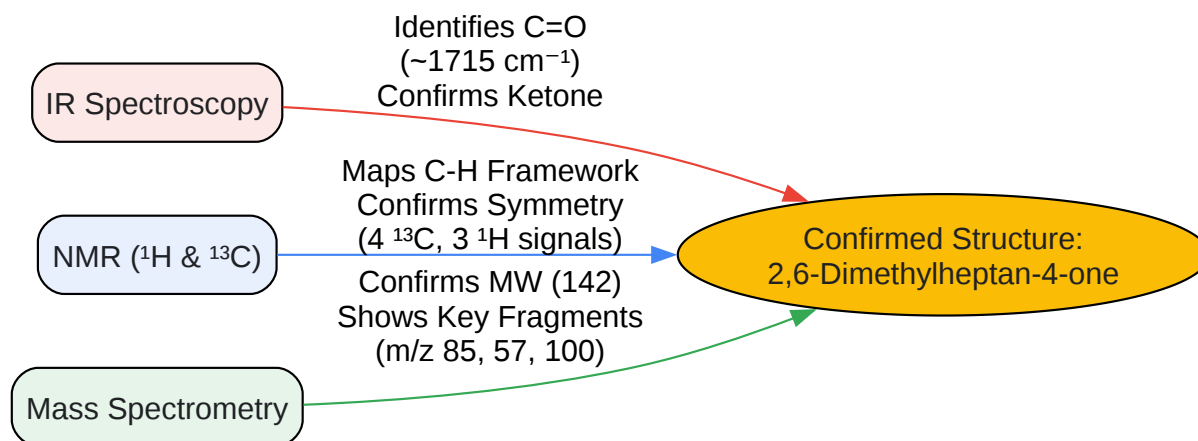 Identifies C=O
(~1715 cm⁻¹)
Confirms Ketone
IR Spectroscopy
Maps C-H Framework
Confirms Symmetry
(4 ¹³C, 3 ¹H signals)
NMR (¹H & ¹³C)
Confirmed Structure:
2,6-Dimethylheptan-4-one
Confirms MW (142)
Shows Key Fragments
(m/z 85, 57, 100)
Mass Spectrometry